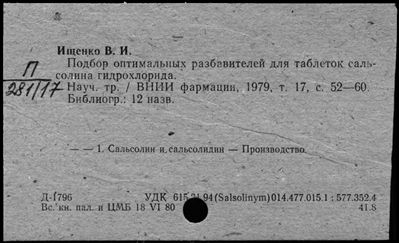 Ищенко В. И.
Подбор оптимальных разбавителей для таблеток саль-
солина гидрохлорида.
П
281/17
Науч. тр. / ВНИИ фармации, 1979, т. 17, с. 52—60.
Библиогр.: 12 назв.
— — 1. Сальсолин и сальсолидин — Производство.
Д-1796 УДК 615. .94(Salsolinym)014.477.015.1 : 577.352.4
Вс. кн. пал. и ЦМБ 18 VI 80 41.8